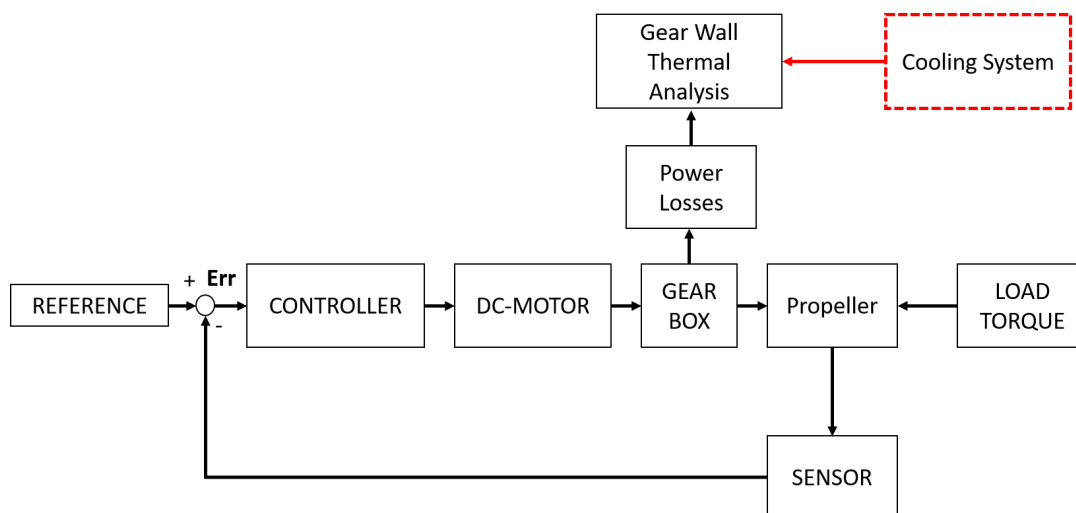 Gear Wall
Thermal
Analysis
Cooling System
Power
Losses
+ Err
-
REFERENCE
CONTROLLER
DC-MOTOR
GEAR
BOX
Propeller
LOAD
TORQUE
SENSOR